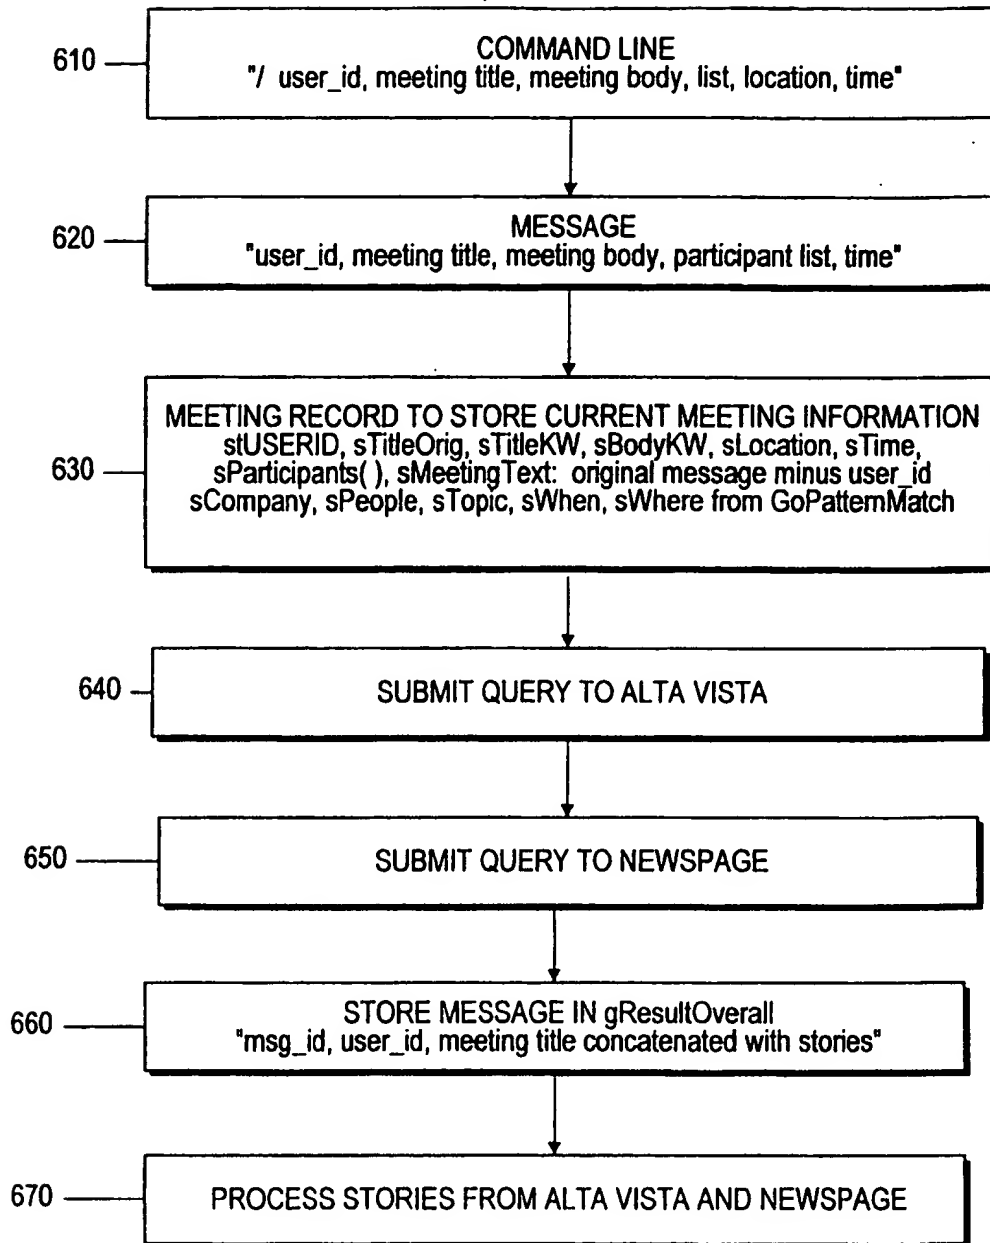 610
COMMAND LINE
"/ user_id, meeting title, meeting body, list, location, time"
620
MESSAGE
"user_id, meeting title, meeting body, participant list, time"
630
MEETING RECORD TO STORE CURRENT MEETING INFORMATION
stUSERID, sTitleOrig, sTitleKW, sBodyKW, sLocation, sTime,
sParticipants( ), sMeetingText: original message minus user_id
sCompany, sPeople, sTopic, sWhen, sWhere from GoPatternMatch
640
SUBMIT QUERY TO ALTA VISTA
650
SUBMIT QUERY TO NEWSPAGE
660
STORE MESSAGE IN gResultOverall
"msg_id, user_id, meeting title concatenated with stories"
670
PROCESS STORIES FROM ALTA VISTA AND NEWSPAGE